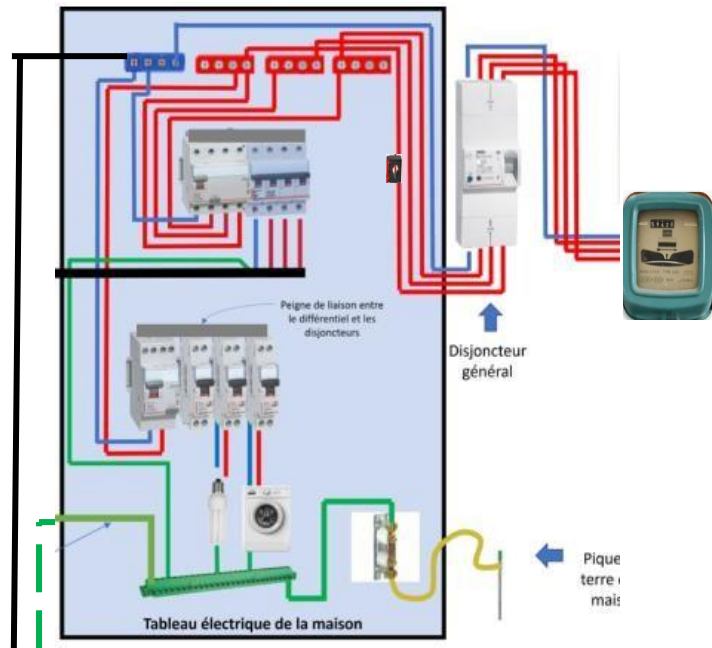 Peigne de liaison entre
le différentiel et les
disjoncteurs
Disjoncteur
général
Pique
terre
mais
Tableau électrique de la maison